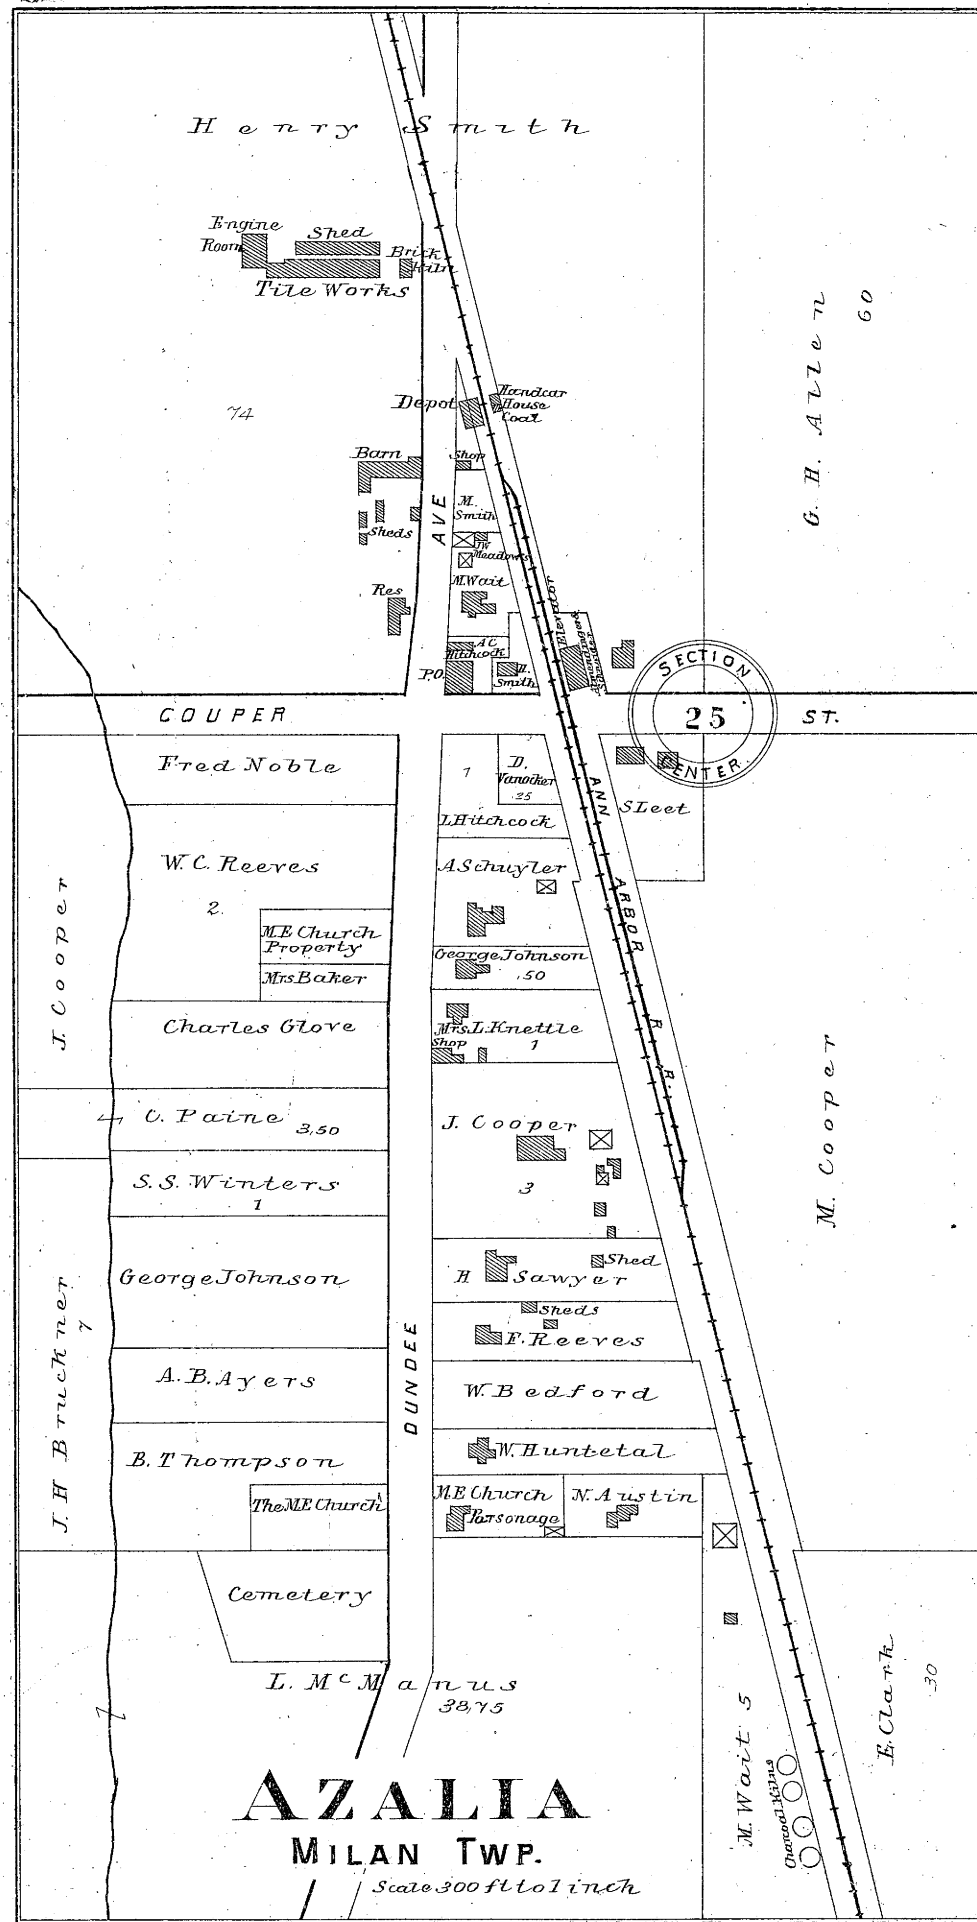 Henry Smith
Engine
Room
Shed
Brick
Kiln
Tile Works
G. H. Allen
60
Depot
Handcar
House
Coal
74
Barn
Shop
AVE
M.
Smith
Sheds
J.W
Meadows
M. Wait
Res
Elevator
A C
Hitchcock
P.O.
H.
Smith
SECTION
25
CENTER
COUPER
ST.
Fred Noble
1
D.
Vanocker
.25
ANN ARBOR R. R.
S Leet
L Hitchcock
W. C. Reeves
2.
A Schuyler
J. Cooper
M.E Church
Property
Mrs Baker
George Johnson
.50
Charles Glove
Mrs. L. Knettle
1
Shop
M. Cooper
C. Paine 3,50
J. Cooper
3
S. S. Winters
1
George Johnson
H Sawyer
Shed
J. H Bruckner
7
DUNDEE
Sheds
F. Reeves
A. B. Ayers
W. Bedford
B. Thompson
W. Huntetal
The M.E Church
M.E Church
Parsonage
N. Austin
Cemetery
L. McManus
38,75
E. Clark
30
M. Wait 5
Charcoal Kilns
AZALIA
MILAN TWP.
Scale 300 ft to 1 inch